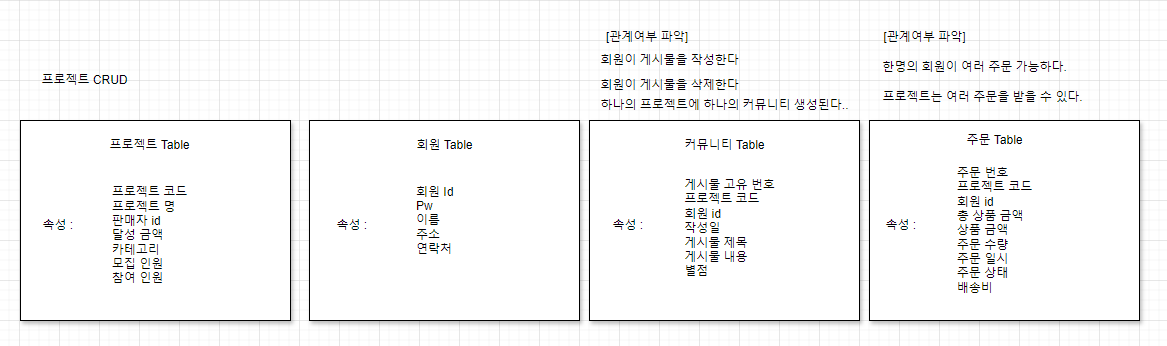 프로젝트 CRUD
[관계여부 파악]
회원이 게시물을 작성한다
회원이 게시물을 삭제한다
하나의 프로젝트에 하나의 커뮤니티 생성된다..
[관계여부 파악]
한명의 회원이 여러 주문 가능하다.
프로젝트는 여러 주문을 받을 수 있다.
프로젝트 Table
속성 :
프로젝트 코드
프로젝트 명
판매자 id
달성 금액
카테고리
모집 인원
참여 인원
회원 Table
속성 :
회원 Id
Pw
이름
주소
연락처
커뮤니티 Table
속성 :
게시물 고유 번호
프로젝트 코드
회원 id
작성일
게시물 제목
게시물 내용
별점
주문 Table
속성 :
주문 번호
프로젝트 코드
회원 id
총 상품 금액
상품 금액
주문 수량
주문 일시
주문 상태
배송비